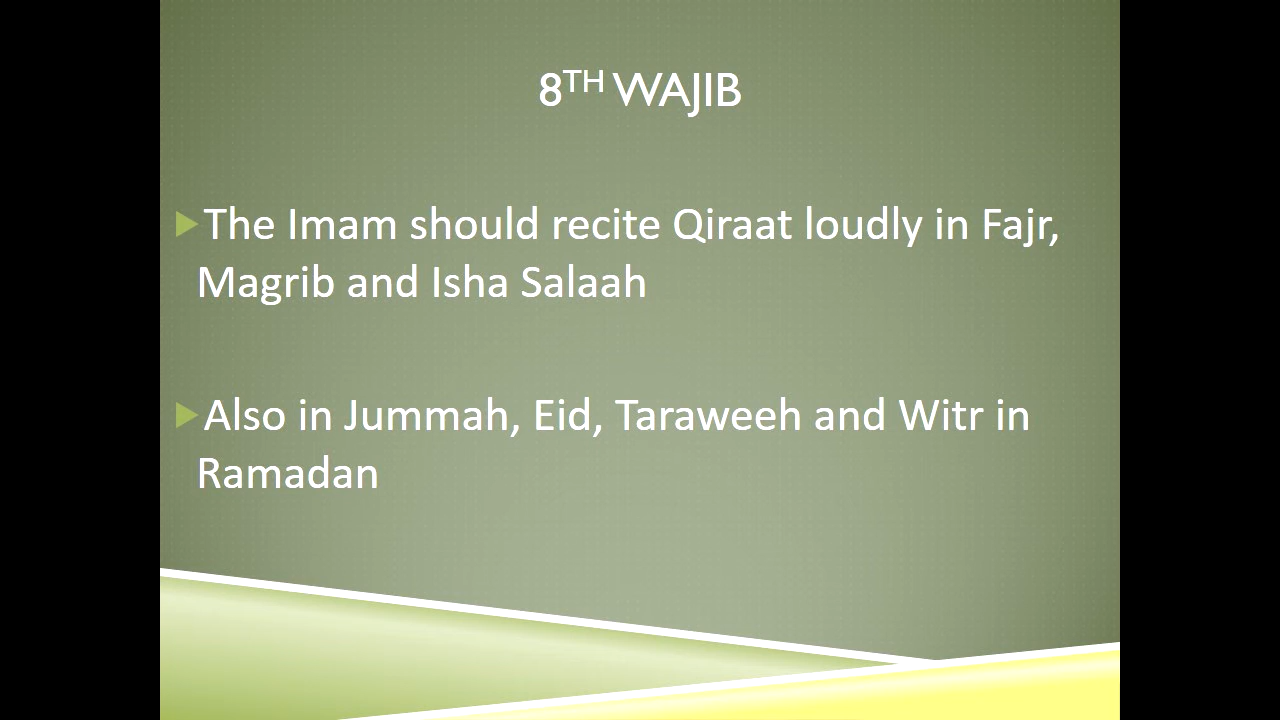 8TH WAJIB
The Imam should recite Qiraat loudly in Fajr,
Magrib and Isha Salaah
Also in Jummah, Eid, Taraweeh and Witr in
Ramadan